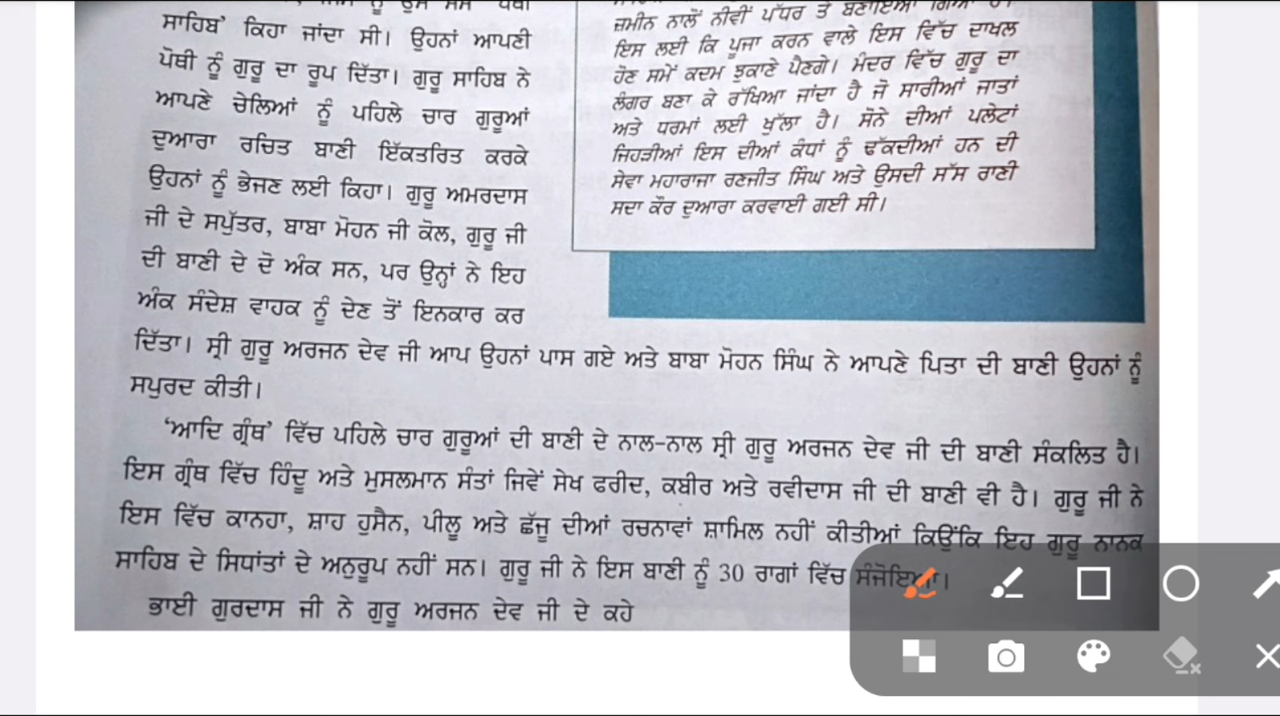 ਸਾਹਿਬ' ਕਿਹਾ ਜਾਂਦਾ ਸੀ। ਉਹਨਾਂ ਆਪਣੀ
ਪੋਥੀ ਨੂੰ ਗੁਰੂ ਦਾ ਰੂਪ ਦਿੱਤਾ। ਗੁਰੂ ਸਾਹਿਬ ਨੇ
ਆਪਣੇ ਚੇਲਿਆਂ ਨੂੰ ਪਹਿਲੇ ਚਾਰ ਗੁਰੂਆਂ
ਦੁਆਰਾ ਰਚਿਤ ਬਾਣੀ ਇੱਕਤਰਿਤ ਕਰਕੇ
ਉਹਨਾਂ ਨੂੰ ਭੇਜਣ ਲਈ ਕਿਹਾ। ਗੁਰੂ ਅਮਰਦਾਸ
ਜੀ ਦੇ ਸਪੁੱਤਰ, ਬਾਬਾ ਮੋਹਨ ਜੀ ਕੋਲ, ਗੁਰੂ ਜੀ
ਦੀ ਬਾਣੀ ਦੇ ਦੋ ਅੰਕ ਸਨ, ਪਰ ਉਨ੍ਹਾਂ ਨੇ ਇਹ
ਅੰਕ ਸੰਦੇਸ਼ ਵਾਹਕ ਨੂੰ ਦੇਣ ਤੋਂ ਇਨਕਾਰ ਕਰ
ਦਿੱਤਾ। ਸ੍ਰੀ ਗੁਰੂ ਅਰਜਨ ਦੇਵ ਜੀ ਆਪ ਉਹਨਾਂ ਪਾਸ ਗਏ ਅਤੇ ਬਾਬਾ ਮੋਹਨ ਸਿੰਘ ਨੇ ਆਪਣੇ ਪਿਤਾ ਦੀ ਬਾਣੀ ਉਹਨਾਂ ਨੂੰ
ਸਪੁਰਦ ਕੀਤੀ।
ਜ਼ਮੀਨ ਨਾਲੋਂ ਨੀਵੀਂ ਪੱਧਰ ਤੇ ਬਣਾਇਆ ਗਿਆ ਹੈ।
ਇਸ ਲਈ ਕਿ ਪੂਜਾ ਕਰਨ ਵਾਲੇ ਇਸ ਵਿੱਚ ਦਾਖਲ
ਹੋਣ ਸਮੇਂ ਕਦਮ ਝੁਕਾਣੇ ਪੈਣਗੇ। ਮੰਦਰ ਵਿੱਚ ਗੁਰੂ ਦਾ
ਲੰਗਰ ਬਣਾ ਕੇ ਰੱਖਿਆ ਜਾਂਦਾ ਹੈ ਜੋ ਸਾਰੀਆਂ ਜਾਤਾਂ
ਅਤੇ ਧਰਮਾਂ ਲਈ ਖੁੱਲਾ ਹੈ। ਸੋਨੇ ਦੀਆਂ ਪਲੇਟਾਂ
ਜਿਹੜੀਆਂ ਇਸ ਦੀਆਂ ਕੰਧਾਂ ਨੂੰ ਢੱਕਦੀਆਂ ਹਨ ਦੀ
ਸੇਵਾ ਮਹਾਰਾਜਾ ਰਣਜੀਤ ਸਿੰਘ ਅਤੇ ਉਸਦੀ ਸੱਸ ਰਾਣੀ
ਸਦਾ ਕੌਰ ਦੁਆਰਾ ਕਰਵਾਈ ਗਈ ਸੀ।
'ਆਦਿ ਗ੍ਰੰਥ' ਵਿੱਚ ਪਹਿਲੇ ਚਾਰ ਗੁਰੂਆਂ ਦੀ ਬਾਣੀ ਦੇ ਨਾਲ-ਨਾਲ ਸ੍ਰੀ ਗੁਰੂ ਅਰਜਨ ਦੇਵ ਜੀ ਦੀ ਬਾਣੀ ਸੰਕਲਿਤ ਹੈ।
ਇਸ ਗ੍ਰੰਥ ਵਿੱਚ ਹਿੰਦੂ ਅਤੇ ਮੁਸਲਮਾਨ ਸੰਤਾਂ ਜਿਵੇਂ ਸੇਖ ਫਰੀਦ, ਕਬੀਰ ਅਤੇ ਰਵੀਦਾਸ ਜੀ ਦੀ ਬਾਣੀ ਵੀ ਹੈ। ਗੁਰੂ ਜੀ ਨੇ
ਇਸ ਵਿੱਚ ਕਾਨਹਾ, ਸ਼ਾਹ ਹੁਸੈਨ, ਪੀਲੂ ਅਤੇ ਛੱਜੂ ਦੀਆਂ ਰਚਨਾਵਾਂ ਸ਼ਾਮਿਲ ਨਹੀਂ ਕੀਤੀਆਂ ਕਿਉਂਕਿ ਇਹ ਗੁਰੂ ਨਾਨਕ
ਸਾਹਿਬ ਦੇ ਸਿਧਾਂਤਾਂ ਦੇ ਅਨੁਰੂਪ ਨਹੀਂ ਸਨ। ਗੁਰੂ ਜੀ ਨੇ ਇਸ ਬਾਣੀ ਨੂੰ 30 ਰਾਗਾਂ ਵਿੱਚ ਸੰਜੋਇਆ।
ਭਾਈ ਗੁਰਦਾਸ ਜੀ ਨੇ ਗੁਰੂ ਅਰਜਨ ਦੇਵ ਜੀ ਦੇ ਕਹੇ